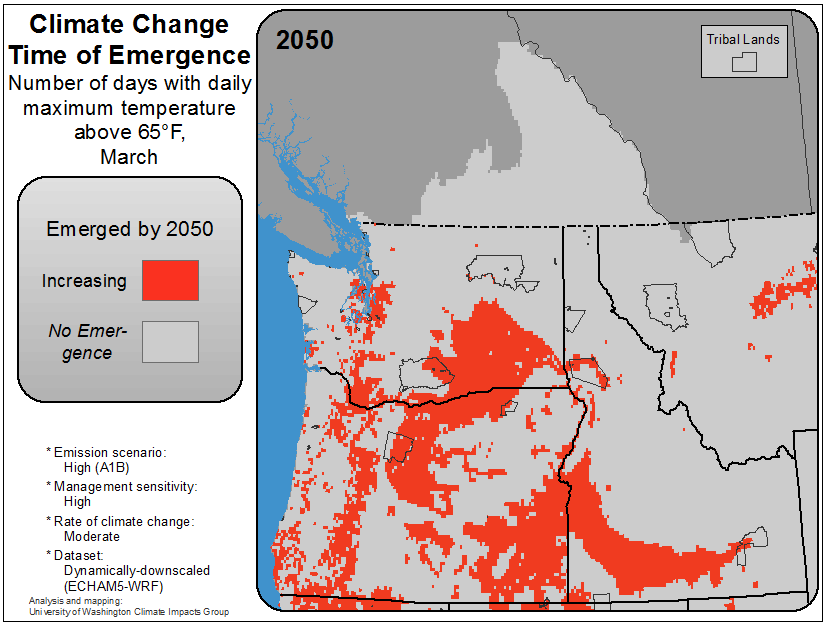 Climate Change
Time of Emergence
Number of days with daily
maximum temperature
above 65°F,
March
Emerged by 2050
Increasing
No Emer-
gence
* Emission scenario:
High (A1B)
* Management sensitivity:
High
* Rate of climate change:
Moderate
* Dataset:
Dynamically-downscaled
(ECHAM5-WRF)
Analysis and mapping:
University of Washington Climate Impacts Group
2050
Tribal Lands